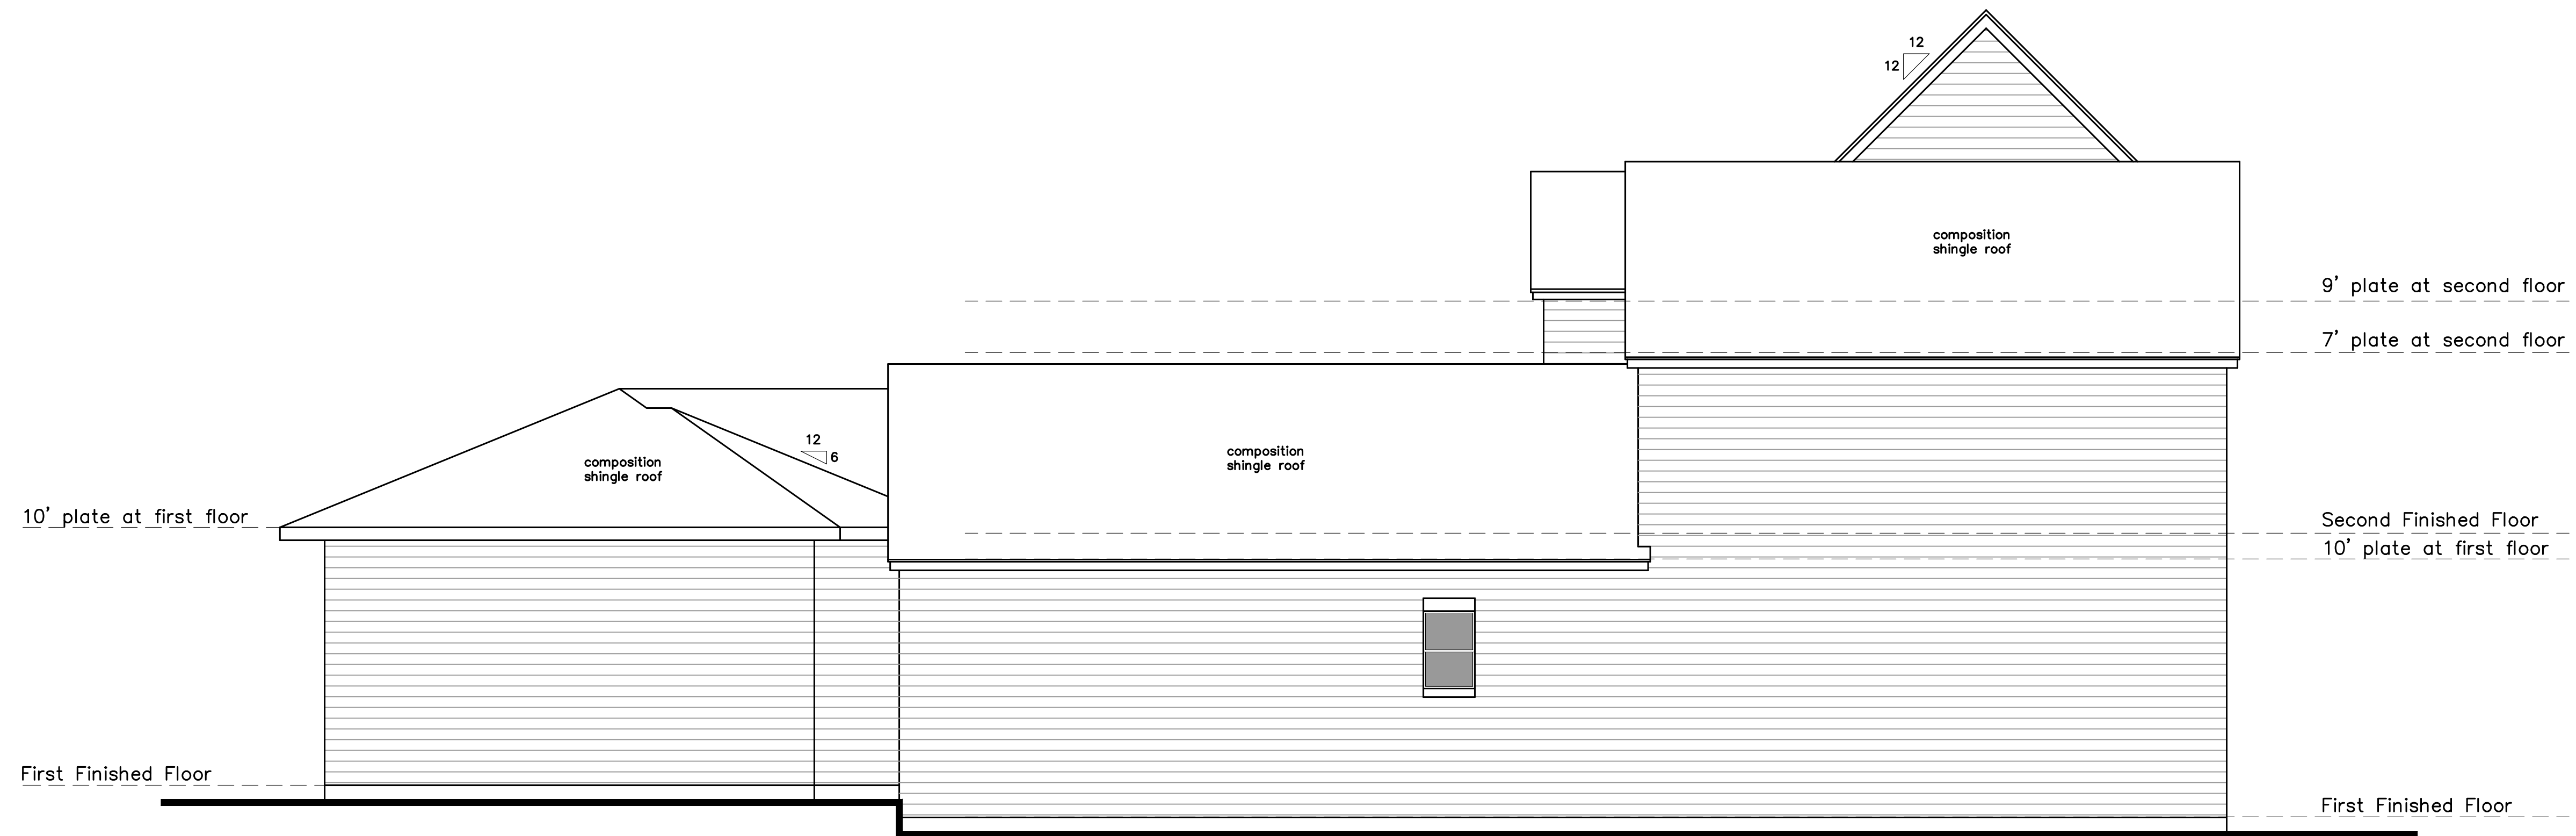 12
12
composition
shingle roof
9' plate at second floor
7' plate at second floor
12
6
composition
shingle roof
composition
shingle roof
10' plate at first floor
Second Finished Floor
10' plate at first floor
First Finished Floor
First Finished Floor